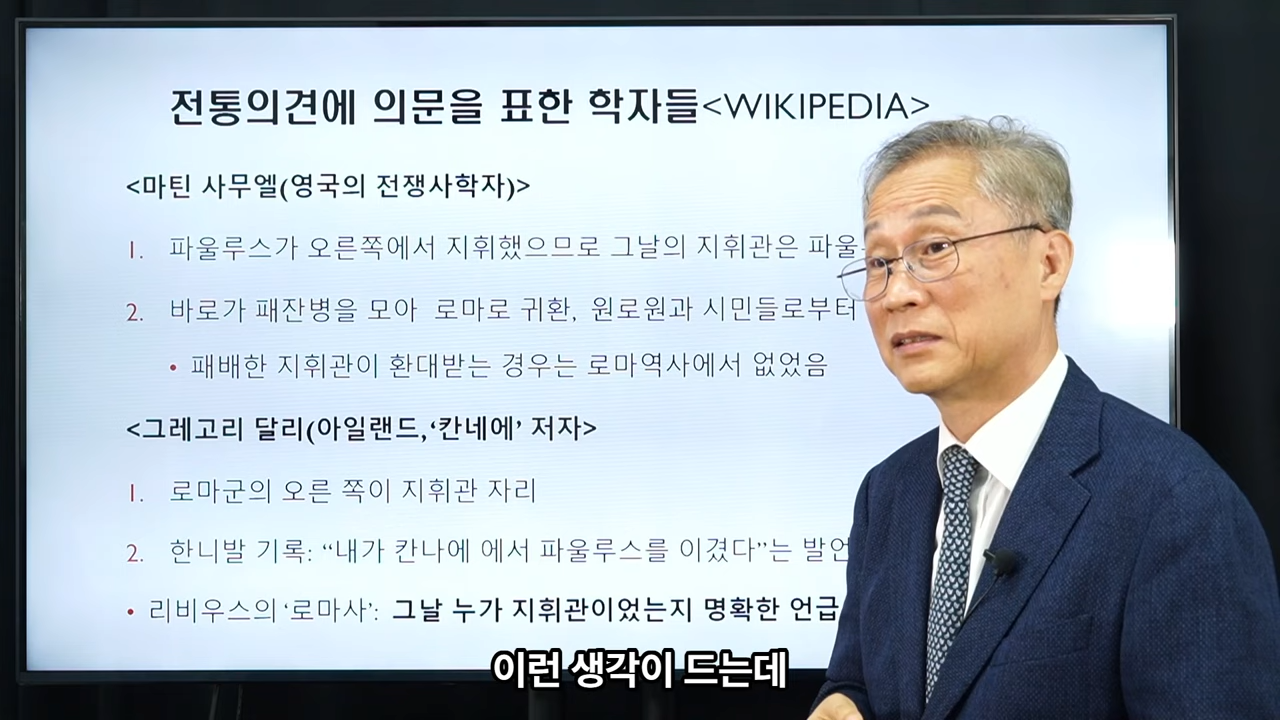 전통의견에 의문을 표한 학자들<WIKIPEDIA>
<마틴 사무엘(영국의 전쟁사학자)>
1. 파울루스가 오른쪽에서 지휘했으므로 그날의 지휘관은 파울
2. 바로가 패잔병을 모아 로마로 귀환, 원로원과 시민들로부터
• 패배한 지휘관이 환대받는 경우는 로마역사에서 없었음
<그레고리 달리(아일랜드,‘칸네에’ 저자>
1. 로마군의 오른 쪽이 지휘관 자리
2. 한니발 기록: “내가 칸나에 에서 파울루스를 이겼다”는 발언
• 리비우스의 ‘로마사’: 그날 누가 지휘관이었는지 명확한 언급
이런 생각이 드는데